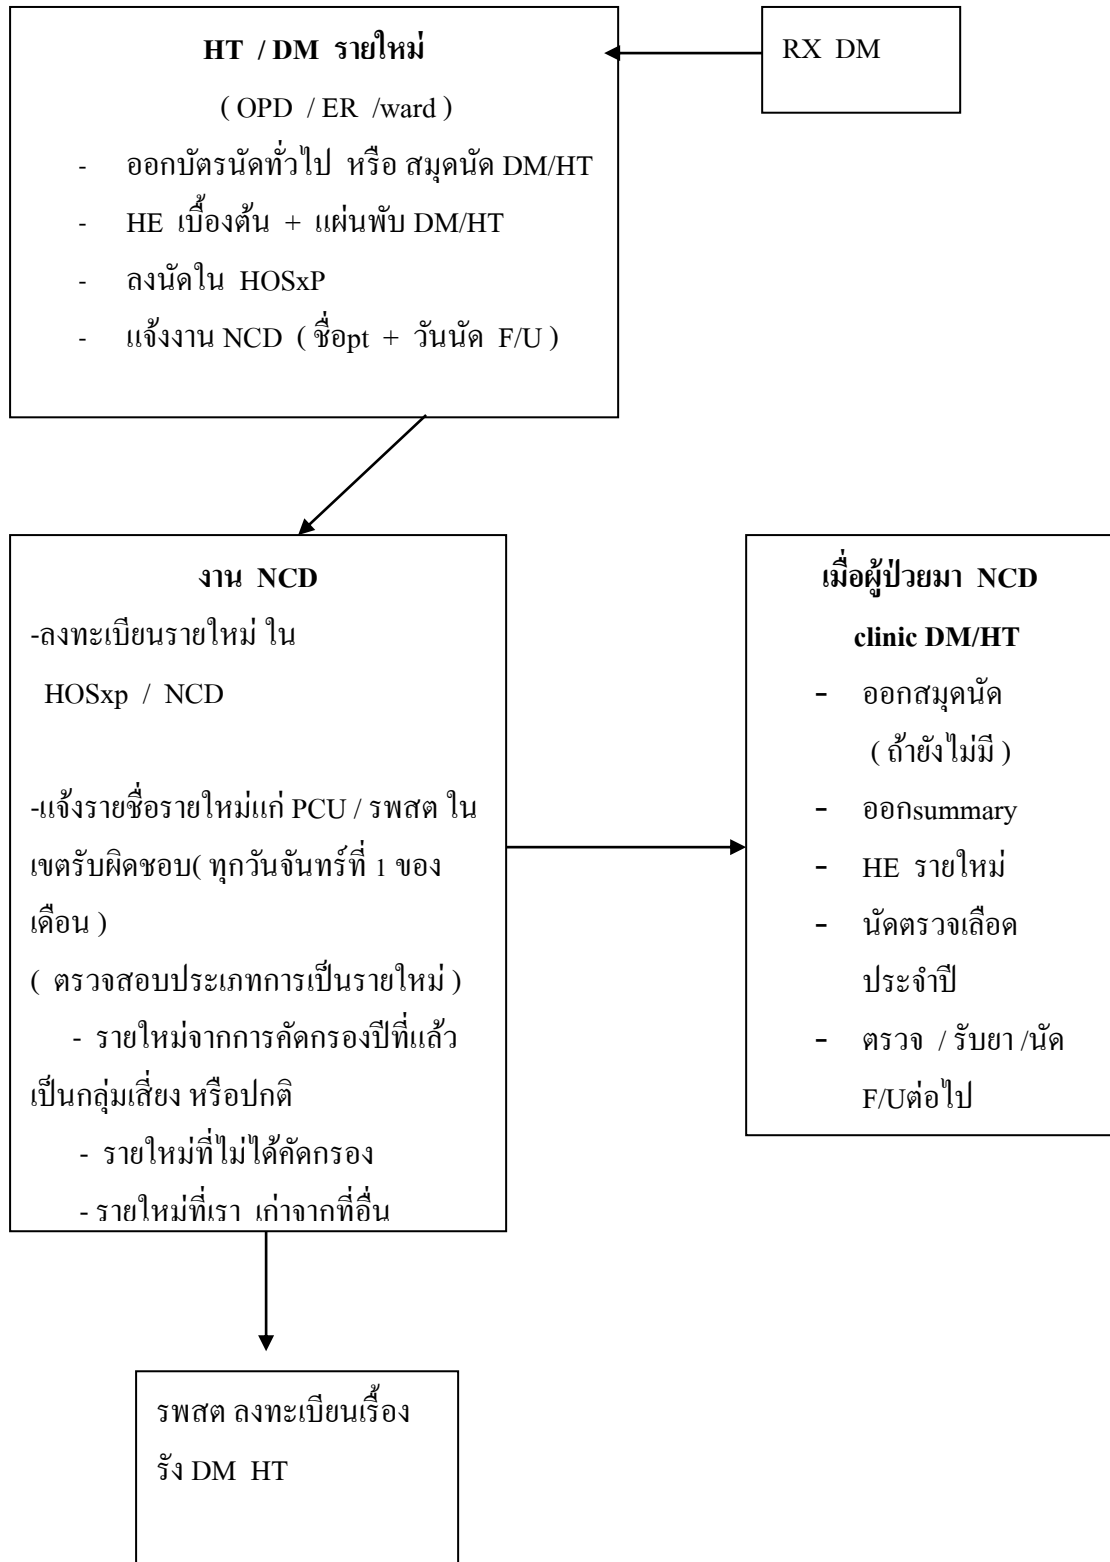 HT / DM รายใหม่
( OPD / ER /ward )
- ออกบัตรนัดทั่วไป หรือ สมุดนัด DM/HT
- HE เบื้องต้น + แผ่นพับ DM/HT
- ลงนัดใน HOSxP
- แจ้งงาน NCD ( ชื่อpt + วันนัด F/U )
RX DM
งาน NCD
-ลงทะเบียนรายใหม่ ใน
HOSxp / NCD
-แจ้งรายชื่อรายใหม่แก่ PCU / รพสต ใน
เขตรับผิดชอบ( ทุกวันจันทร์ที่ 1 ของ
เดือน )
( ตรวจสอบประเภทการเป็นรายใหม่ )
- รายใหม่จากการคัดกรองปีที่แล้ว
เป็นกลุ่มเสี่ยง หรือปกติ
- รายใหม่ที่ไม่ได้คัดกรอง
- รายใหม่ที่เรา เก่าจากที่อื่น
เมื่อผู้ป่วยมา NCD
clinic DM/HT
- ออกสมุดนัด
( ถ้ายังไม่มี )
- ออกsummary
- HE รายใหม่
- นัดตรวจเลือด
ประจำปี
- ตรวจ / รับยา /นัด
F/Uต่อไป
รพสต ลงทะเบียนเรื้อ
รัง DM HT